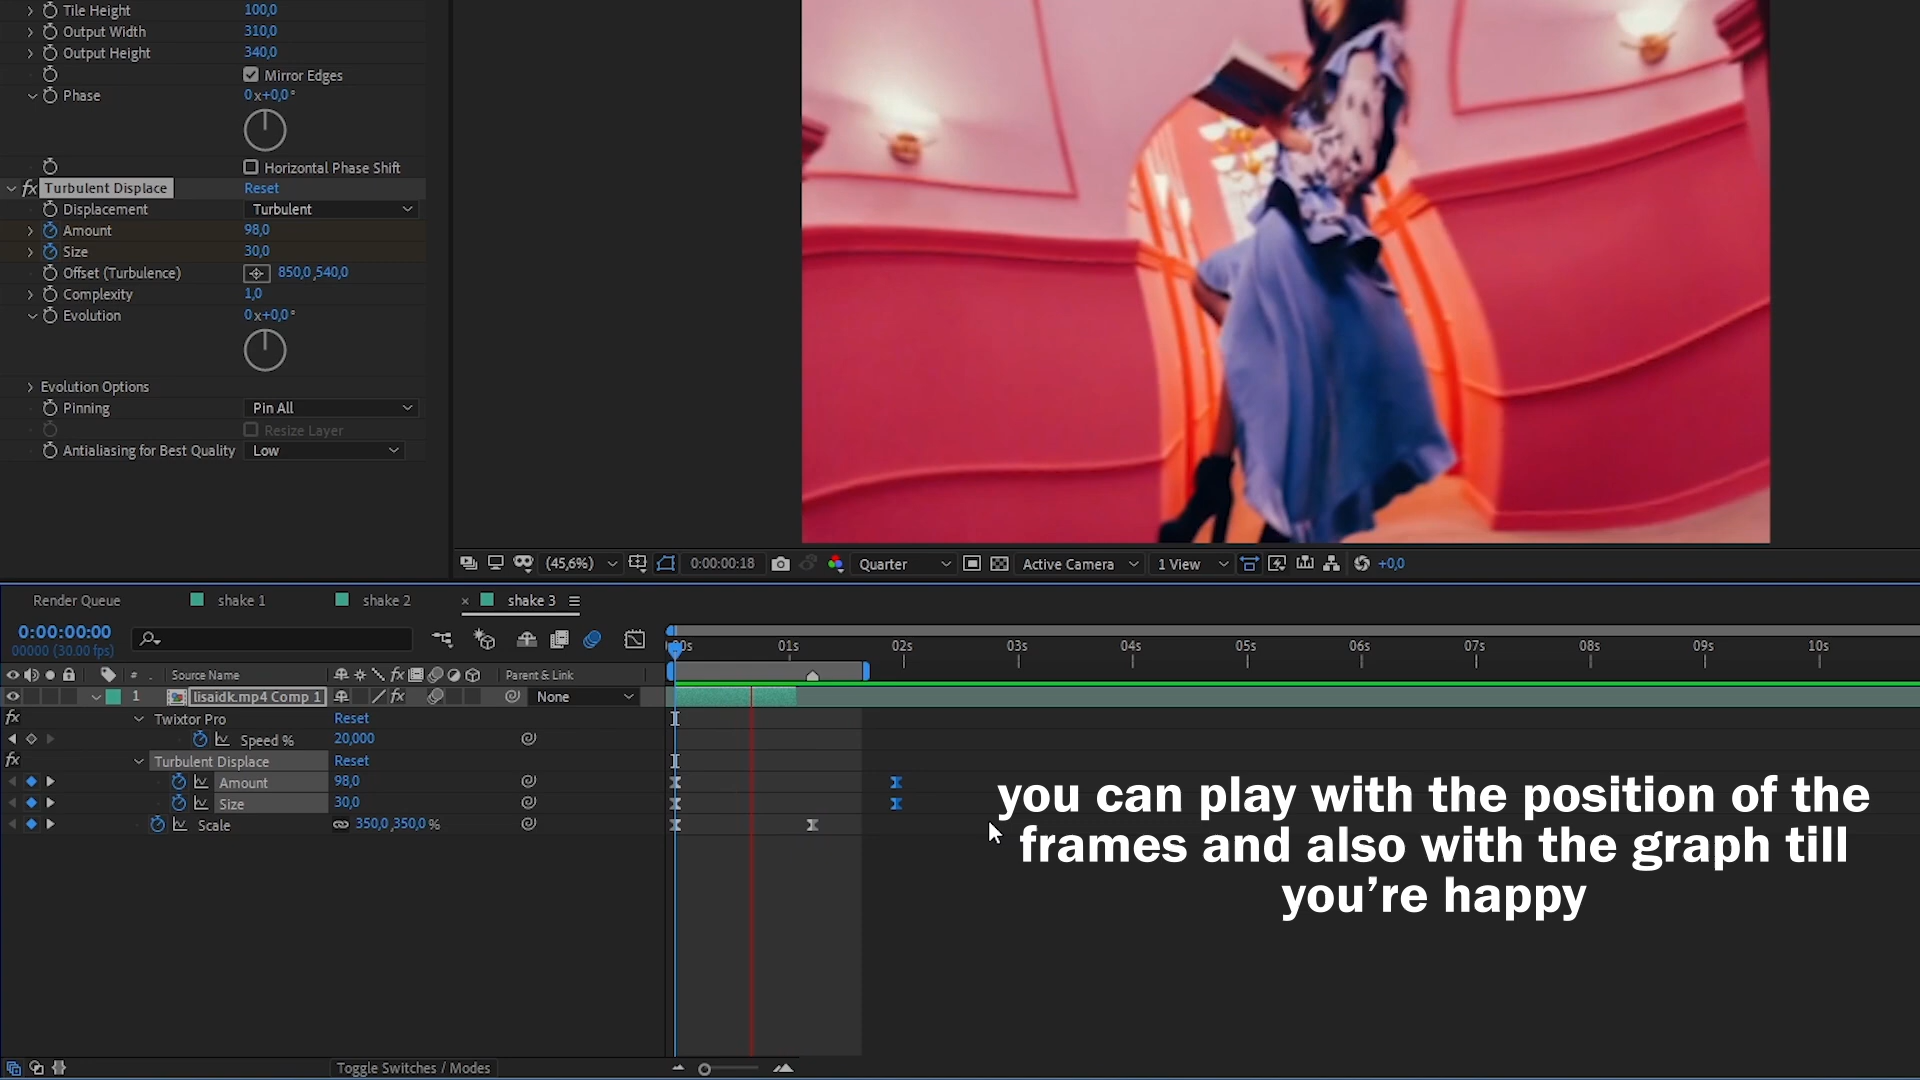 Tile Height 100,0
Output Width 310,0
Output Height 340,0
Mirror Edges
Phase 0 x+0,0°
Horizontal Phase Shift
fx Turbulent Displace Reset
Displacement Turbulent
Amount 98,0
Size 30,0
Offset (Turbulence) 850,0 ,540,0
Complexity 1,0
Evolution 0 x+0,0°
Evolution Options
Pinning Pin All
Resize Layer
Antialiasing for Best Quality Low
(45,6%) 0:00:00:18 Quarter Active Camera 1 View +0,0
Render Queue shake 1 shake 2 × shake 3
0:00:00:00
00000 (30.00 fps)
00s 01s 02s 03s 04s 05s 06s 07s 08s 09s 10s
# . Source Name fx Parent & Link
1 lisaidk.mp4 Comp 1 fx None
fx Twixtor Pro Reset
Speed % 20,000
fx Turbulent Displace Reset
Amount 98,0
Size 30,0
Scale 350,0 ,350,0 %
you can play with the position of the
frames and also with the graph till
you’re happy
Toggle Switches / Modes